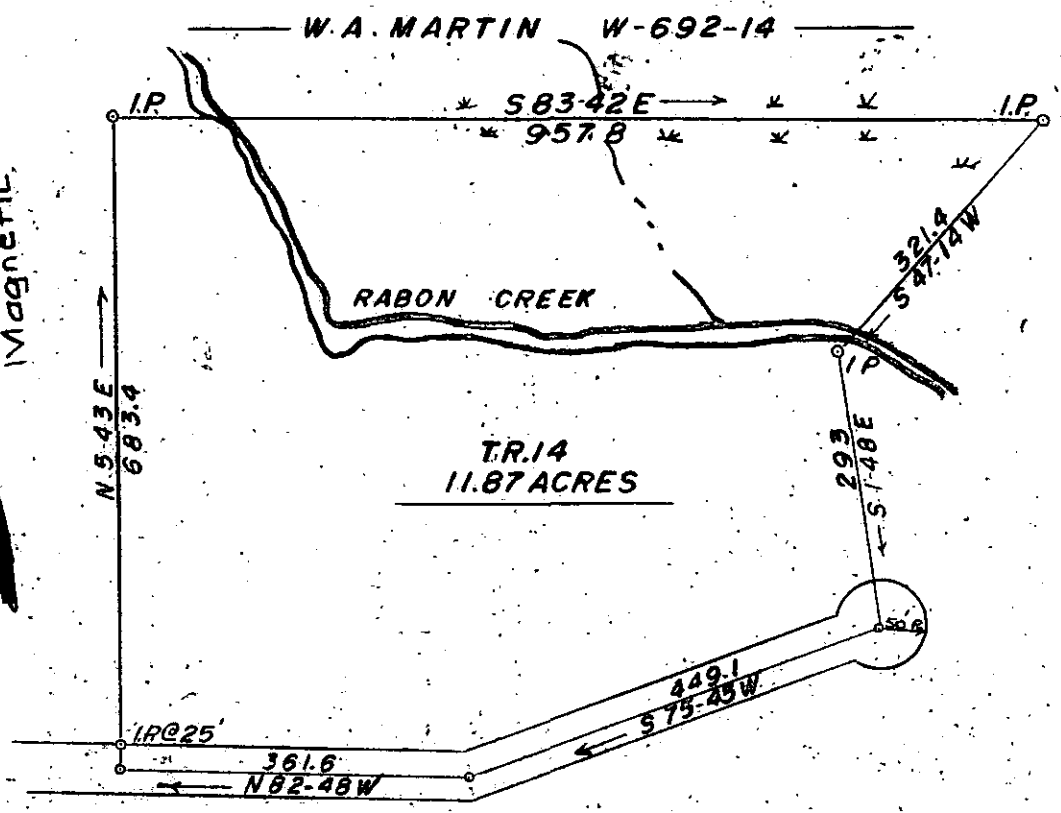 W.A. MARTIN W-692-14
I.P.
S 83-42 E
I.P.
957.8
Magnetic
321.4
S 47-14 W
RABON CREEK
I P
N 5-43 E
683.4
293
S 1-48 E
TR.14
11.87 ACRES
50' R.
449.1
S 75-45 W
I.P.@25'
361.6
N 82-48 W